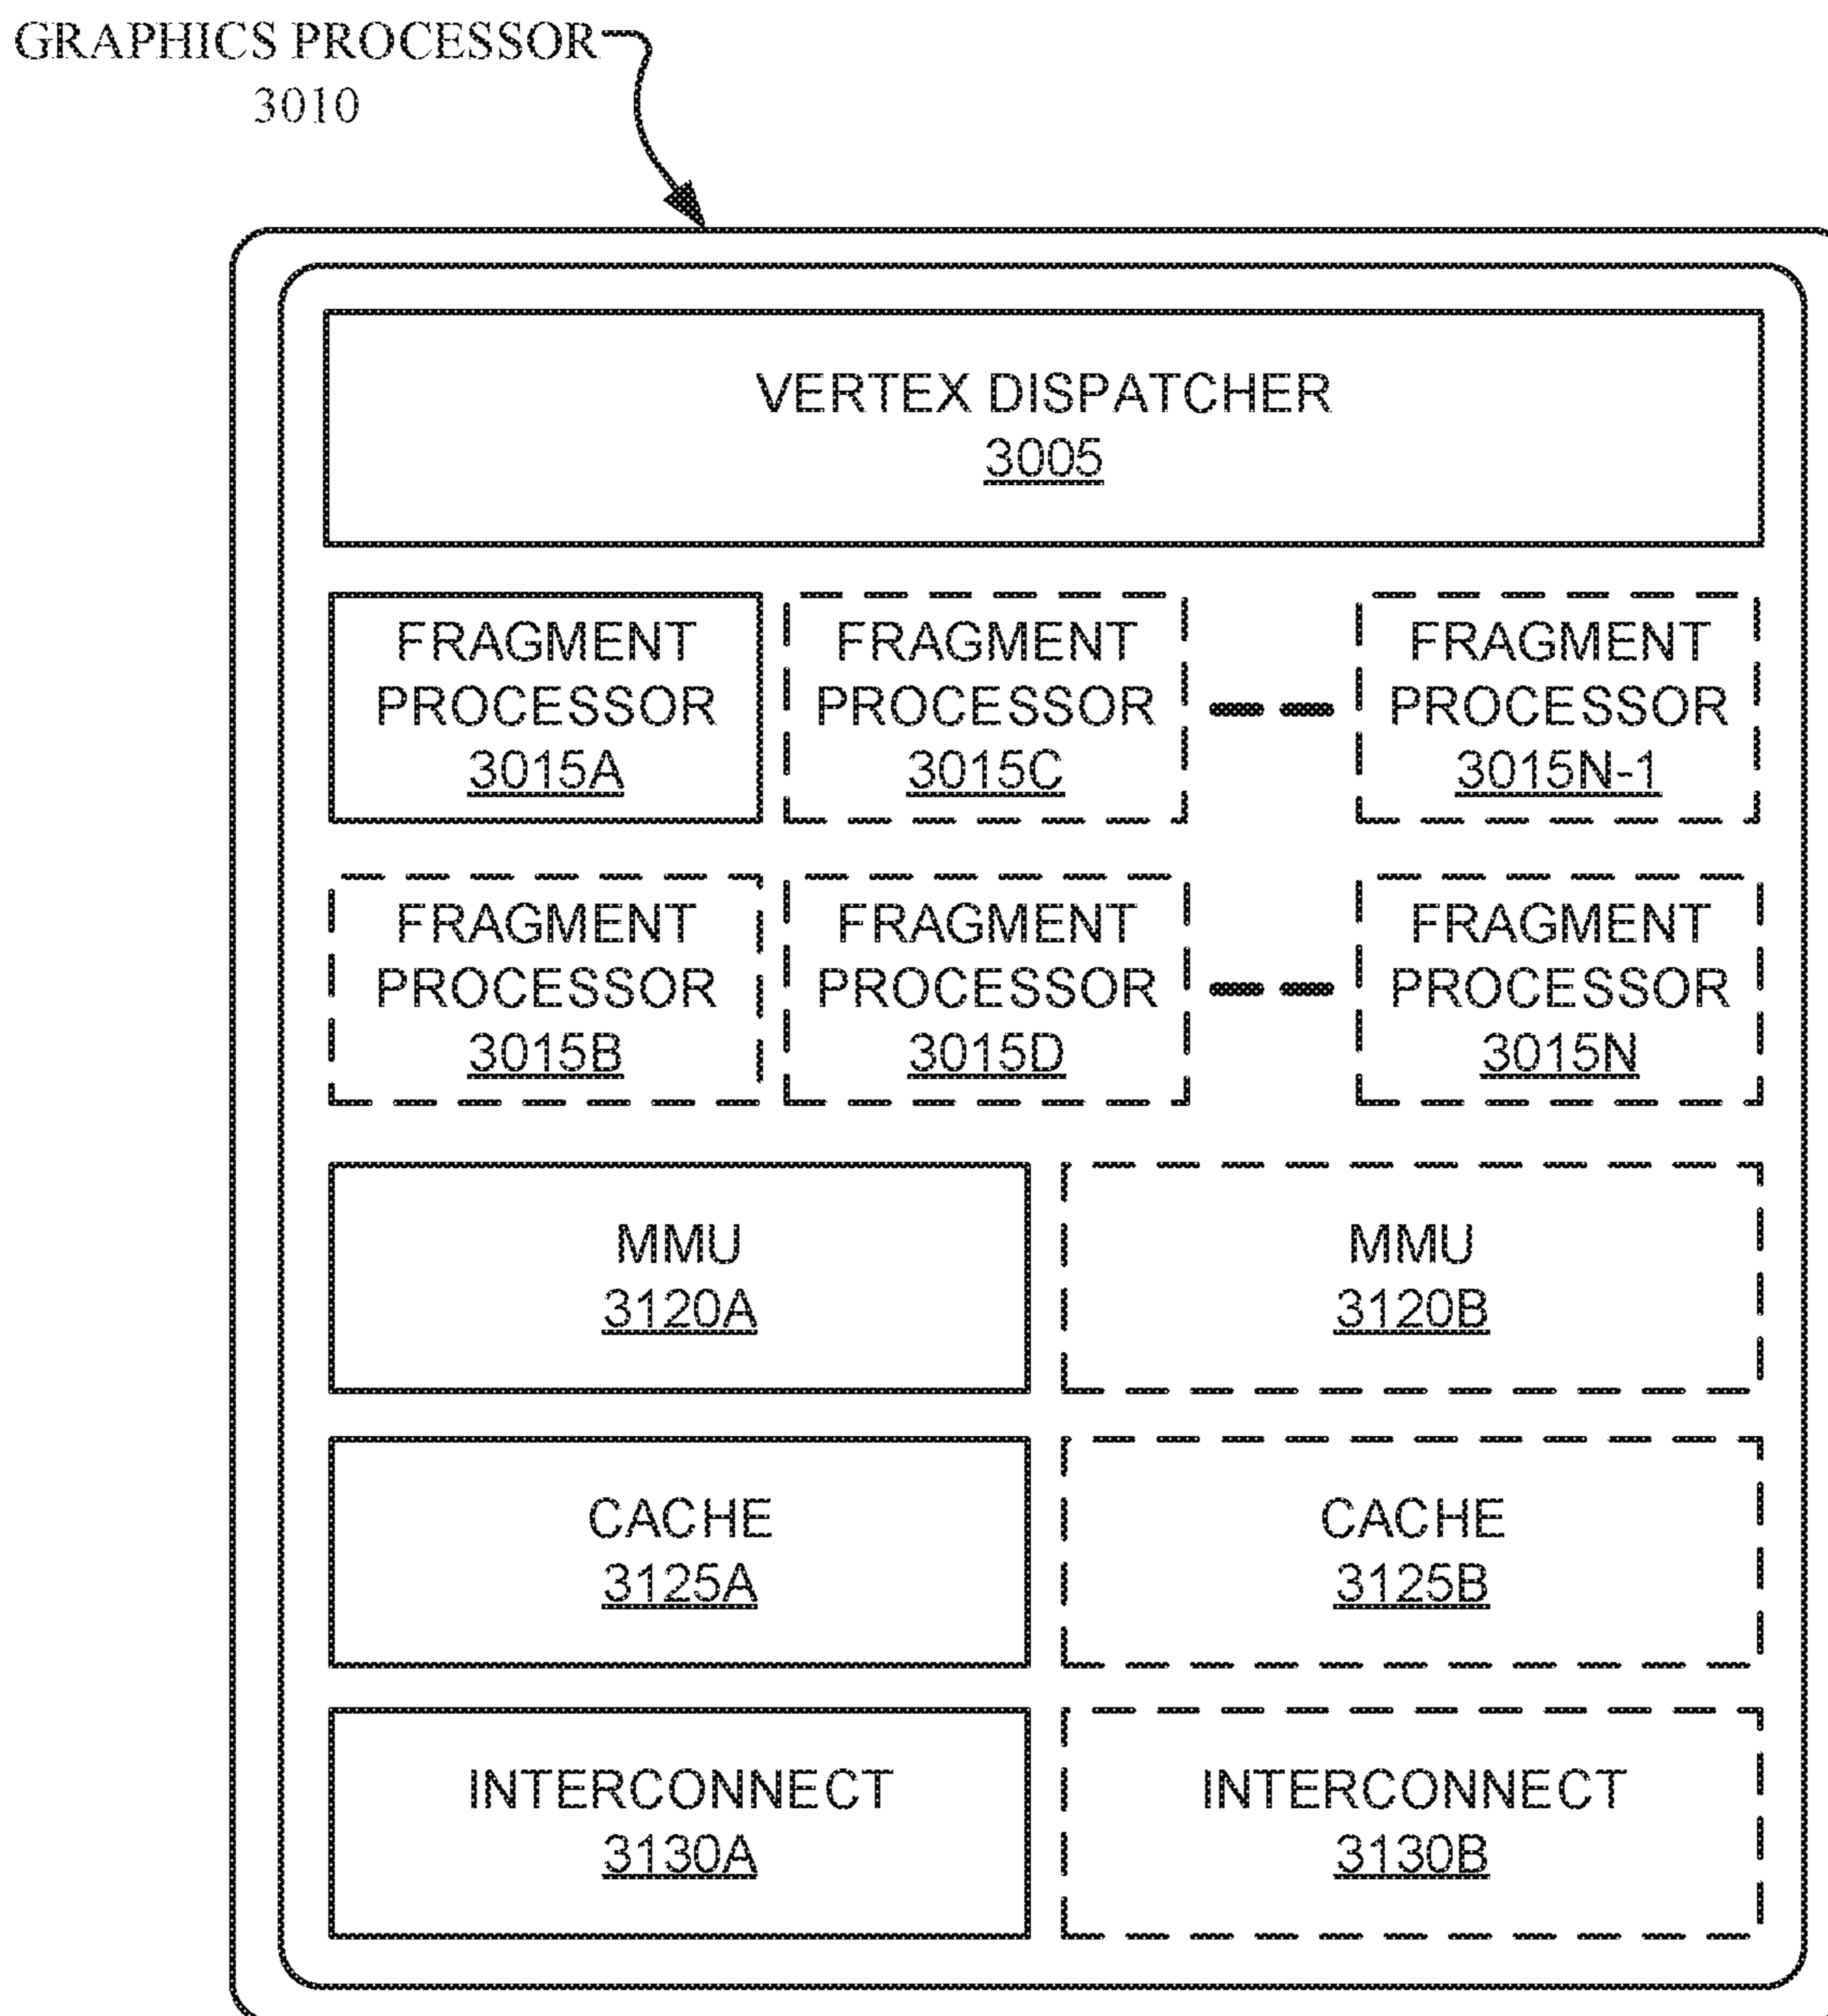 GRAPHICS PROCESSOR
3010
VERTEX DISPATCHER
3005
FRAGMENT
PROCESSOR
3015A
FRAGMENT
PROCESSOR
3015C
FRAGMENT
PROCESSOR
3015N-1
FRAGMENT
PROCESSOR
3015B
FRAGMENT
PROCESSOR
3015D
FRAGMENT
PROCESSOR
3015N
MMU
3120A
MMU
3120B
CACHE
3125A
CACHE
3125B
INTERCONNECT
3130A
INTERCONNECT
3130B